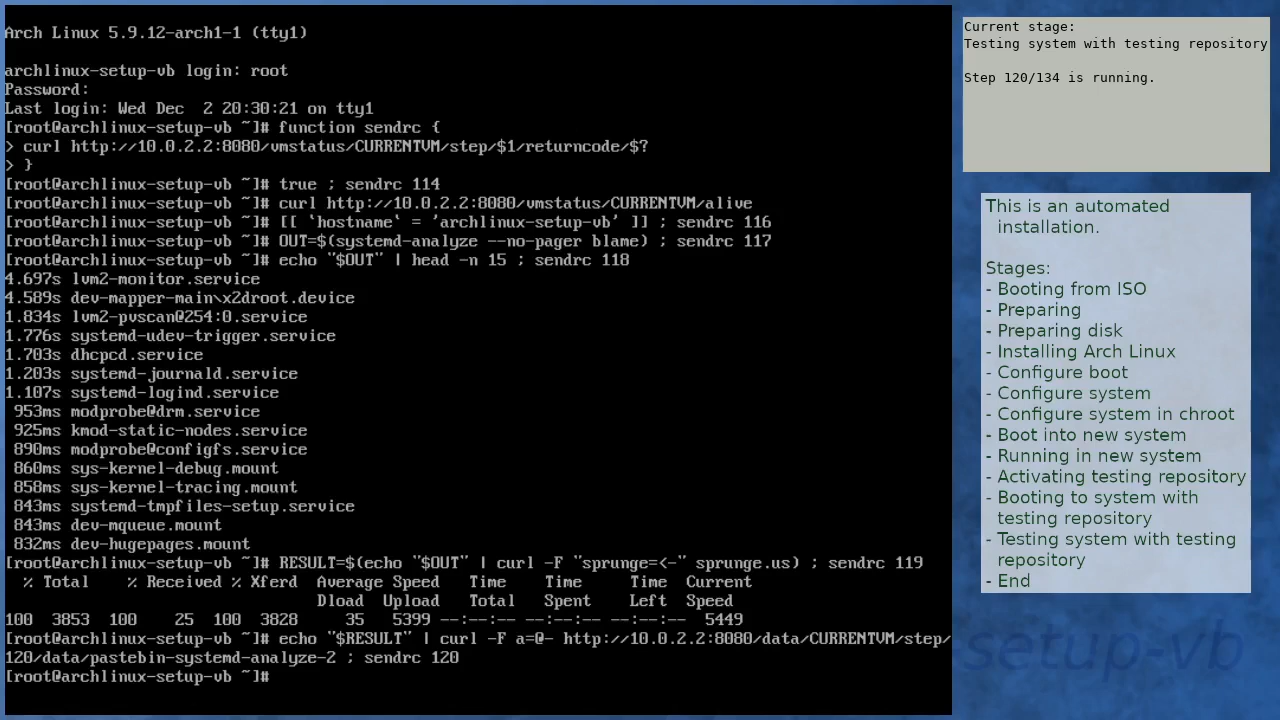 Arch Linux 5.9.12-arch1-1 (tty1)
archlinux-setup-vb login: root
Password:
Last login: Wed Dec  2 20:30:21 on tty1
[root@archlinux-setup-vb ~]# function sendrc {
> curl http://10.0.2.2:8080/vmstatus/CURRENTVM/step/$1/returncode/$?
> }
[root@archlinux-setup-vb ~]# true ; sendrc 114
[root@archlinux-setup-vb ~]# curl http://10.0.2.2:8080/vmstatus/CURRENTVM/alive
[root@archlinux-setup-vb ~]# [[ `hostname` = 'archlinux-setup-vb' ]] ; sendrc 116
[root@archlinux-setup-vb ~]# OUT=$(systemd-analyze --no-pager blame) ; sendrc 117
[root@archlinux-setup-vb ~]# echo "$OUT" | head -n 15 ; sendrc 118
4.697s lvm2-monitor.service
4.589s dev-mapper-main\x2droot.device
1.834s lvm2-pvscan@254:0.service
1.776s systemd-udev-trigger.service
1.703s dhcpcd.service
1.203s systemd-journald.service
1.107s systemd-logind.service
 953ms modprobe@drm.service
 925ms kmod-static-nodes.service
 890ms modprobe@configfs.service
 860ms sys-kernel-debug.mount
 858ms sys-kernel-tracing.mount
 843ms systemd-tmpfiles-setup.service
 843ms dev-mqueue.mount
 832ms dev-hugepages.mount
[root@archlinux-setup-vb ~]# RESULT=$(echo "$OUT" | curl -F "sprunge=<-" sprunge.us) ; sendrc 119
  % Total    % Received % Xferd  Average Speed   Time    Time     Time  Current
                                 Dload  Upload   Total   Spent    Left  Speed
100  3853  100    25  100  3828     35   5399 --:--:-- --:--:-- --:--:--  5449
[root@archlinux-setup-vb ~]# echo "$RESULT" | curl -F a=@- http://10.0.2.2:8080/data/CURRENTVM/step/
120/data/pastebin-systemd-analyze-2 ; sendrc 120
[root@archlinux-setup-vb ~]#
Current stage:
Testing system with testing repository
Step 120/134 is running.
This is an automated
installation.
Stages:
- Booting from ISO
- Preparing
- Preparing disk
- Installing Arch Linux
- Configure boot
- Configure system
- Configure system in chroot
- Boot into new system
- Running in new system
- Activating testing repository
- Booting to system with
testing repository
- Testing system with testing
repository
- End
setup-vb